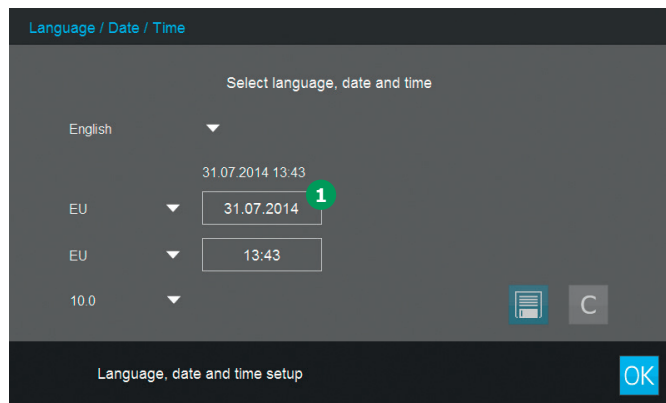 Language / Date / Time
Select language, date and time
English
31.07.2014 13:43
EU 31.07.2014 1
EU 13:43
10.0
C
Language, date and time setup
OK